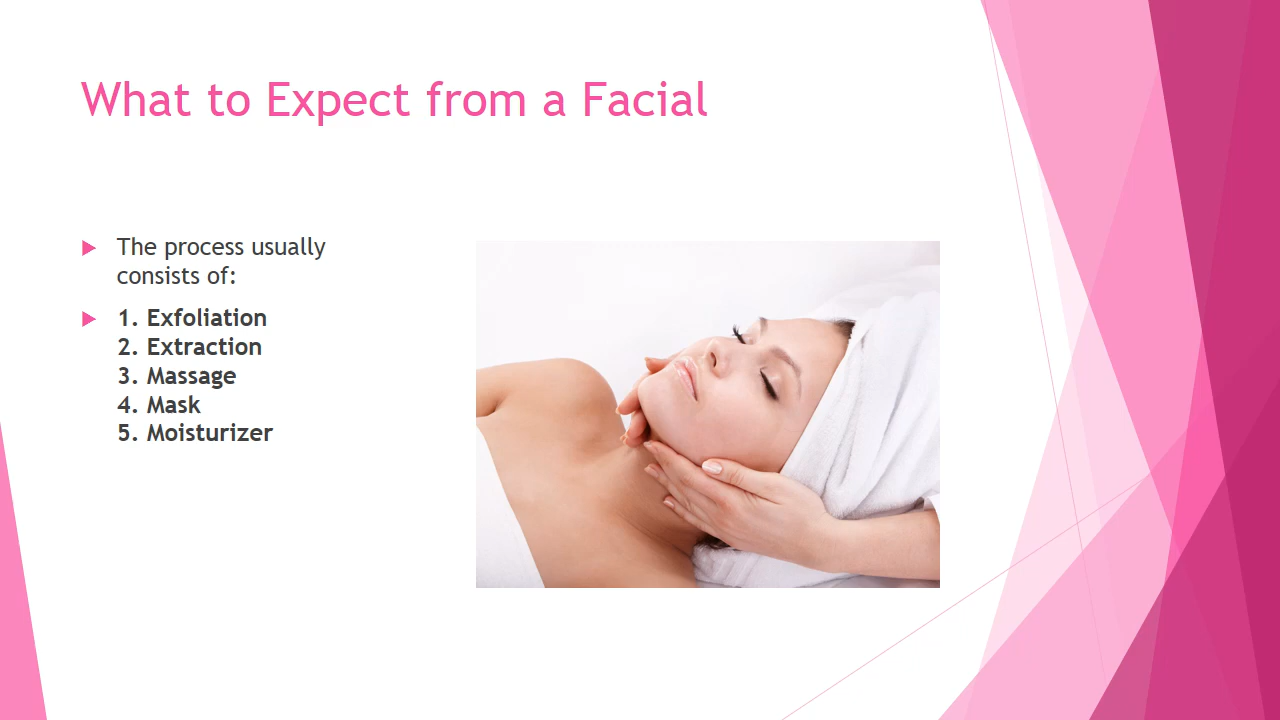 What to Expect from a Facial
The process usually
consists of:
1. Exfoliation
2. Extraction
3. Massage
4. Mask
5. Moisturizer